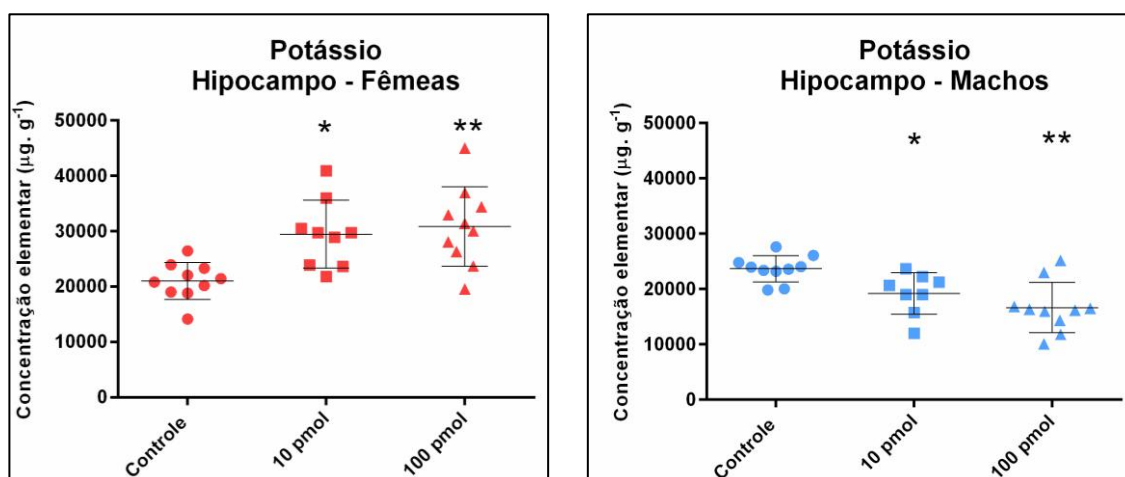 Potássio
Hipocampo - Fêmeas
Concentração elementar (µg. g⁻¹)
50000
40000
30000
20000
10000
0
*
**
Controle
10 pmol
100 pmol
Potássio
Hipocampo - Machos
Concentração elementar (µg. g⁻¹)
50000
40000
30000
20000
10000
0
*
**
Controle
10 pmol
100 pmol